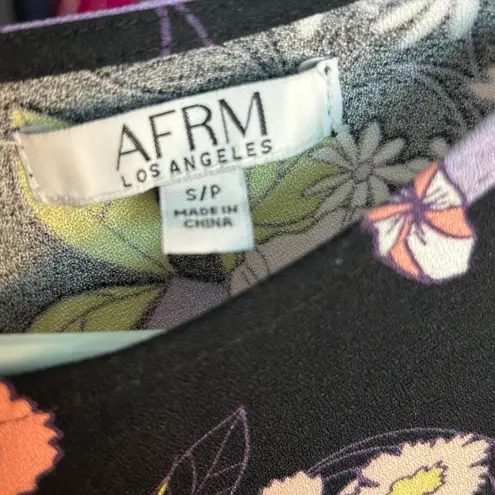 AFRM
LOS ANGELES
S/P
MADE IN
CHINA